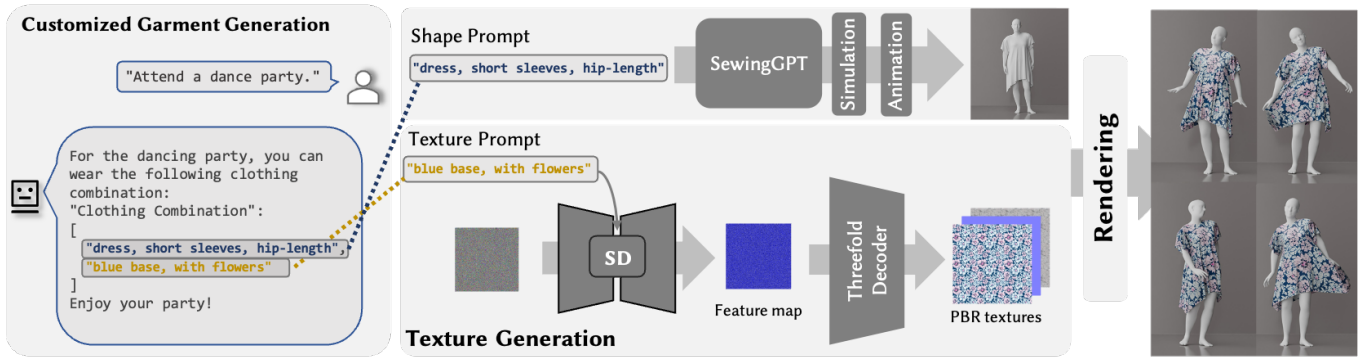 Customized Garment Generation
"Attend a dance party."
For the dancing party, you can
wear the following clothing
combination:
"Clothing Combination":
[
"dress, short sleeves, hip-length",
"blue base, with flowers"
]
Enjoy your party!
Shape Prompt
"dress, short sleeves, hip-length"
SewingGPT
Simulation
Animation
Texture Prompt
"blue base, with flowers"
SD
Feature map
Threefold
Decoder
PBR textures
Texture Generation
Rendering